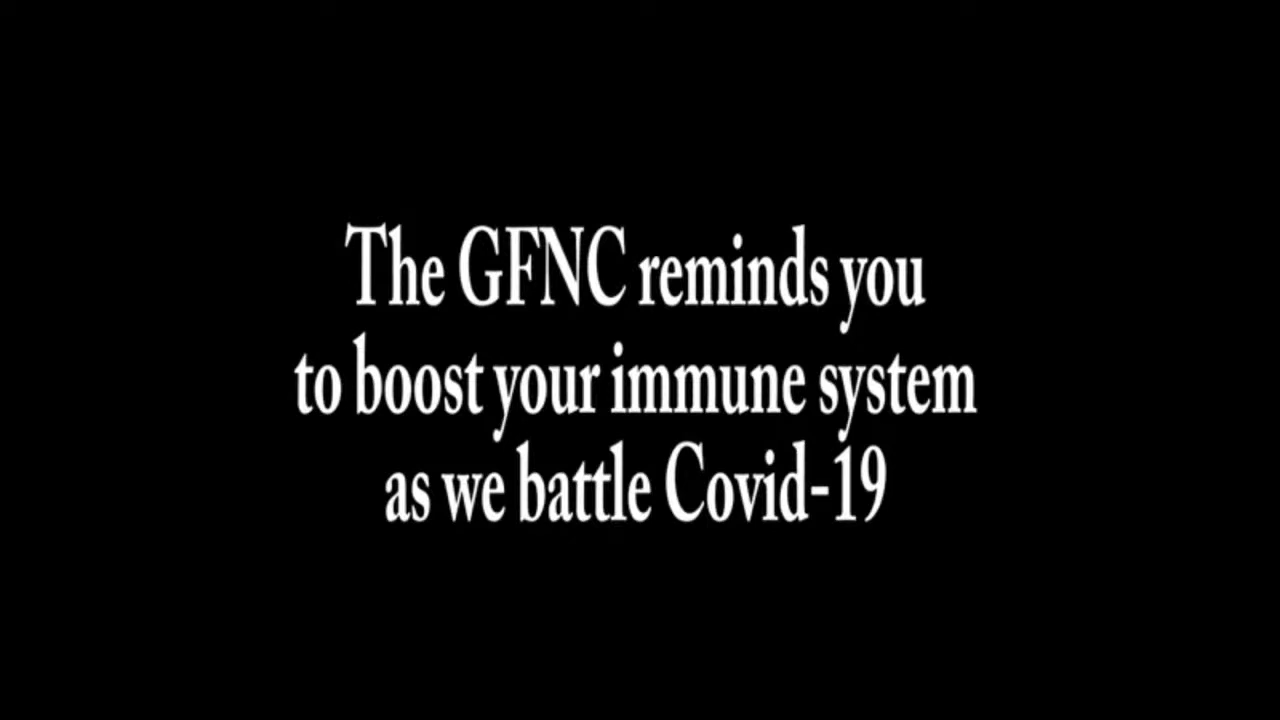 The GFNC reminds you
to boost your immune system
as we battle Covid-19